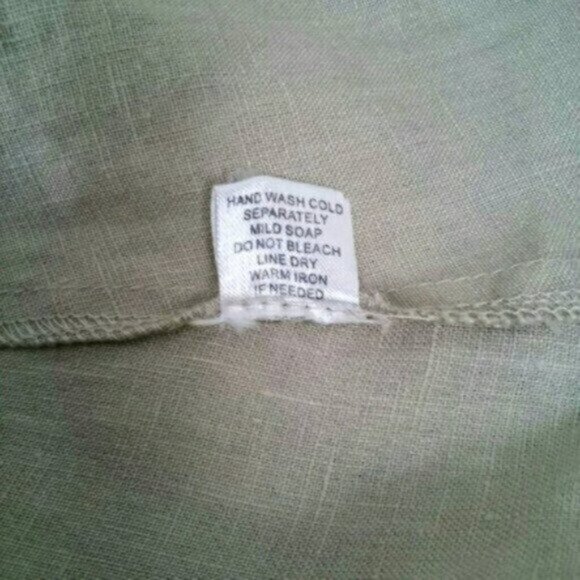 HAND WASH COLD
SEPARATELY
MILD SOAP
DO NOT BLEACH
LINE DRY
WARM IRON
IF NEEDED